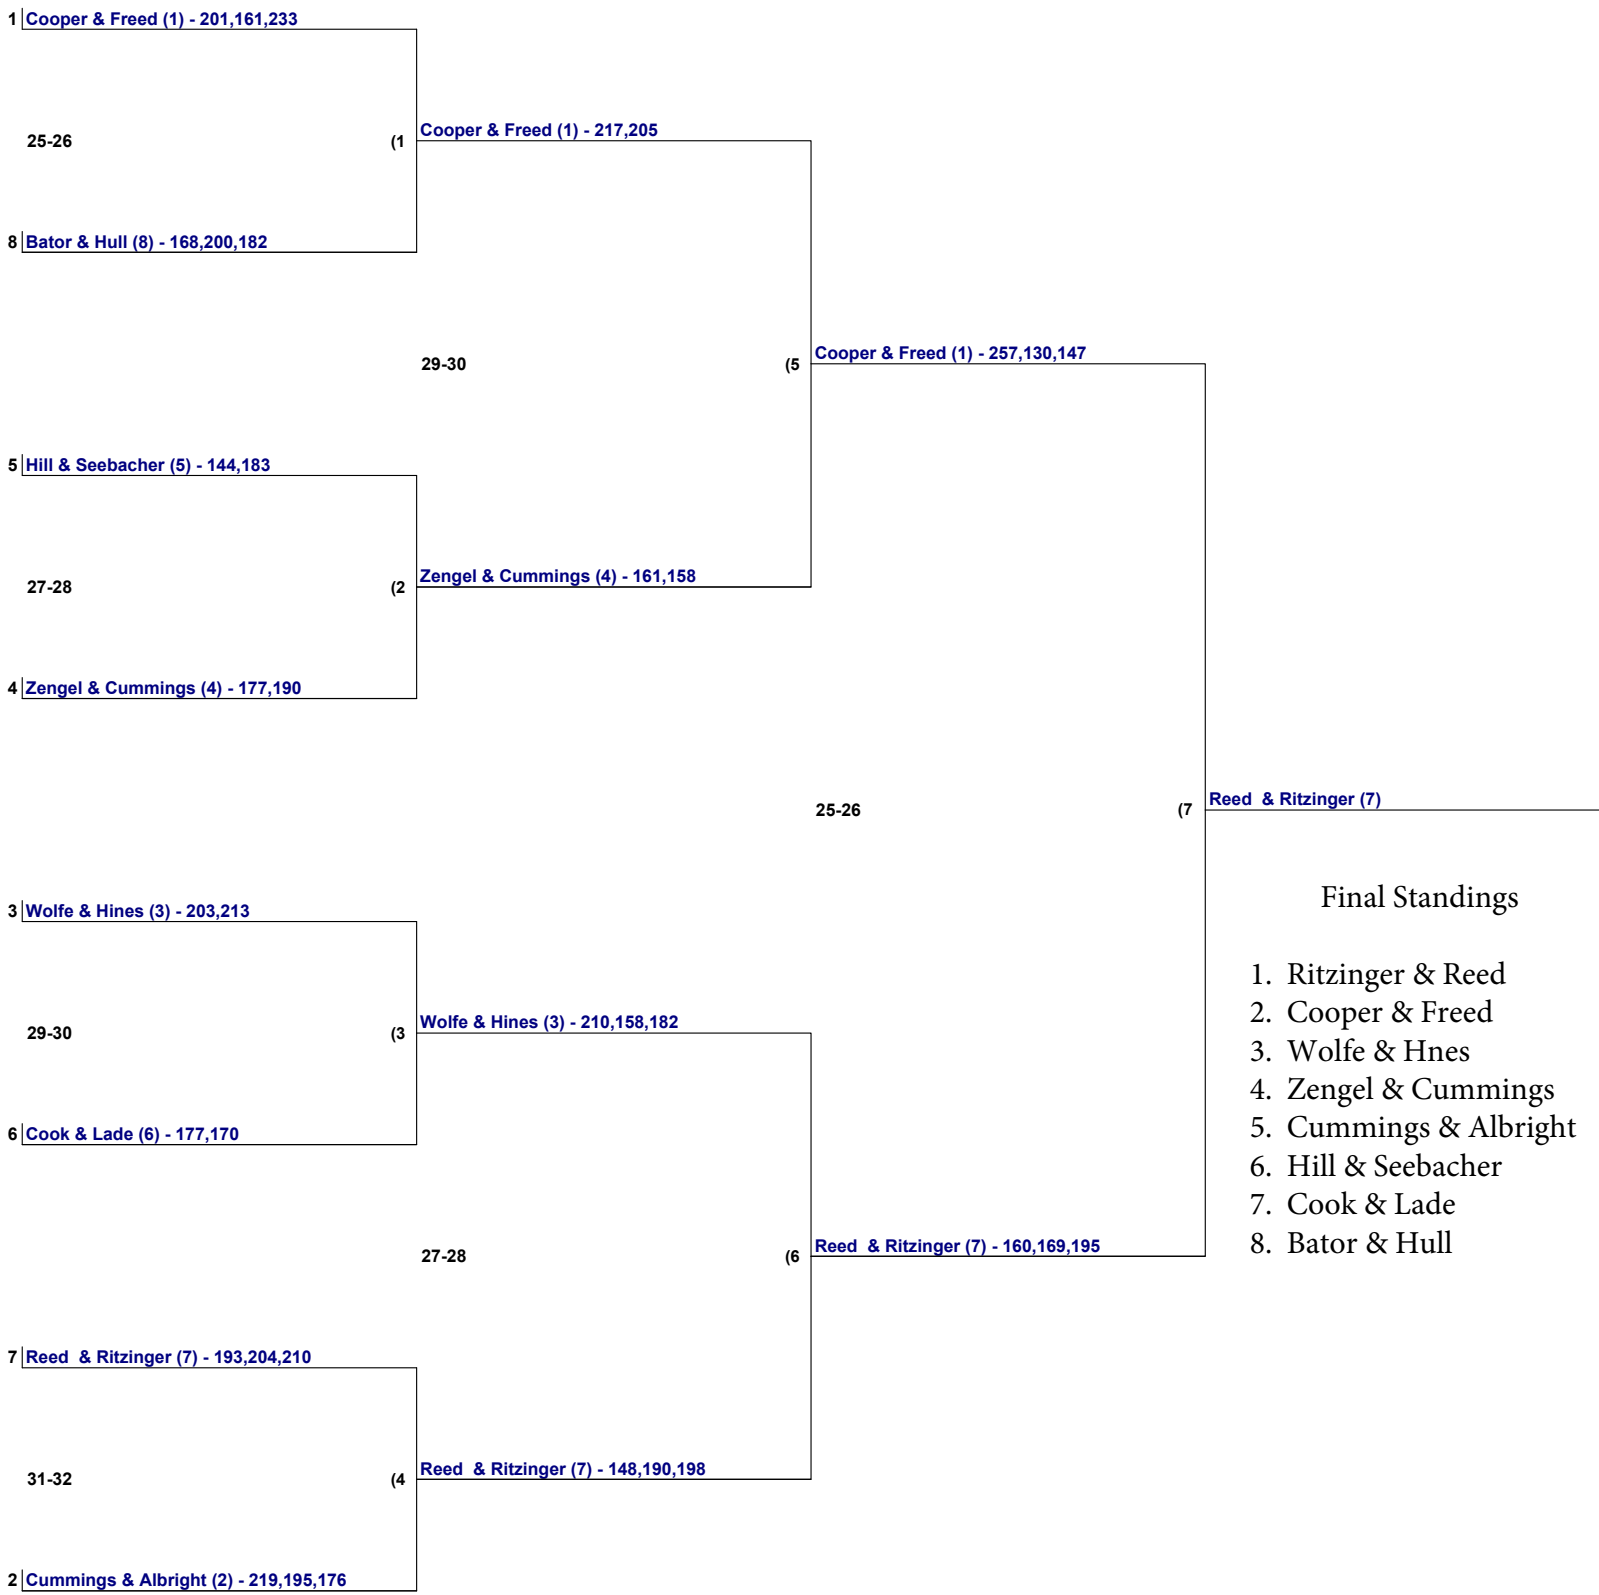 1 Cooper & Freed (1) - 201,161,233
25-26 (1
Cooper & Freed (1) - 217,205
8 Bator & Hull (8) - 168,200,182
29-30 (5
Cooper & Freed (1) - 257,130,147
5 Hill & Seebacher (5) - 144,183
27-28 (2
Zengel & Cummings (4) - 161,158
4 Zengel & Cummings (4) - 177,190
25-26 (7
Reed  & Ritzinger (7)
3 Wolfe & Hines (3) - 203,213
29-30 (3
Wolfe & Hines (3) - 210,158,182
6 Cook & Lade (6) - 177,170
27-28 (6
Reed  & Ritzinger (7) - 160,169,195
7 Reed  & Ritzinger (7) - 193,204,210
31-32 (4
Reed  & Ritzinger (7) - 148,190,198
2 Cummings & Albright (2) - 219,195,176
Final Standings
1. Ritzinger & Reed
2. Cooper & Freed
3. Wolfe & Hnes
4. Zengel & Cummings
5. Cummings & Albright
6. Hill & Seebacher
7. Cook & Lade
8. Bator & Hull